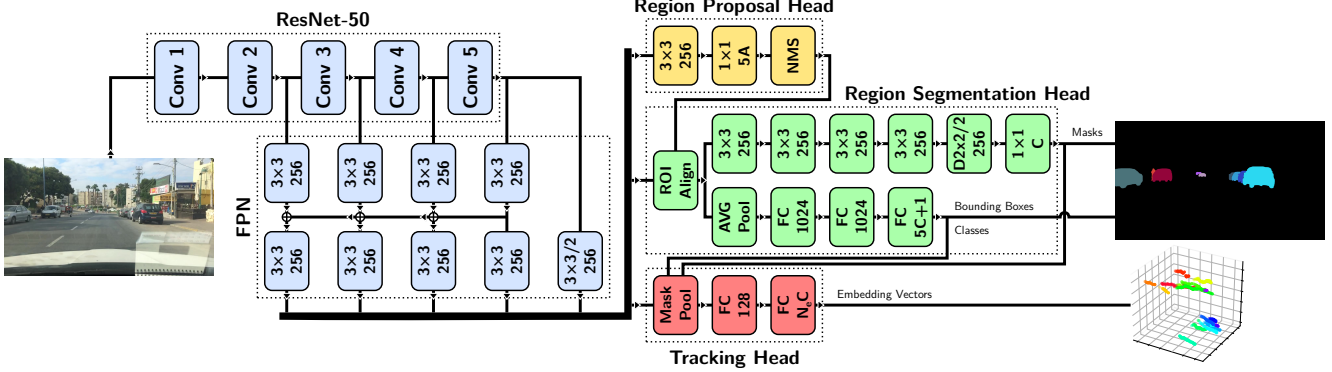 ResNet-50
Conv 1
Conv 2
Conv 3
Conv 4
Conv 5
FPN
3×3
256
3×3
256
3×3
256
3×3
256
3×3
256
3×3
256
3×3
256
3×3
256
3×3/2
256
Region Proposal Head
3×3
256
1×1
5A
NMS
Region Segmentation Head
ROI
Align
3×3
256
3×3
256
3×3
256
3×3
256
D2x2/2
256
1×1
C
Masks
AVG
Pool
FC
1024
FC
1024
FC
5C+1
Bounding Boxes
Classes
Mask
Pool
FC
128
FC
NₑC
Embedding Vectors
Tracking Head